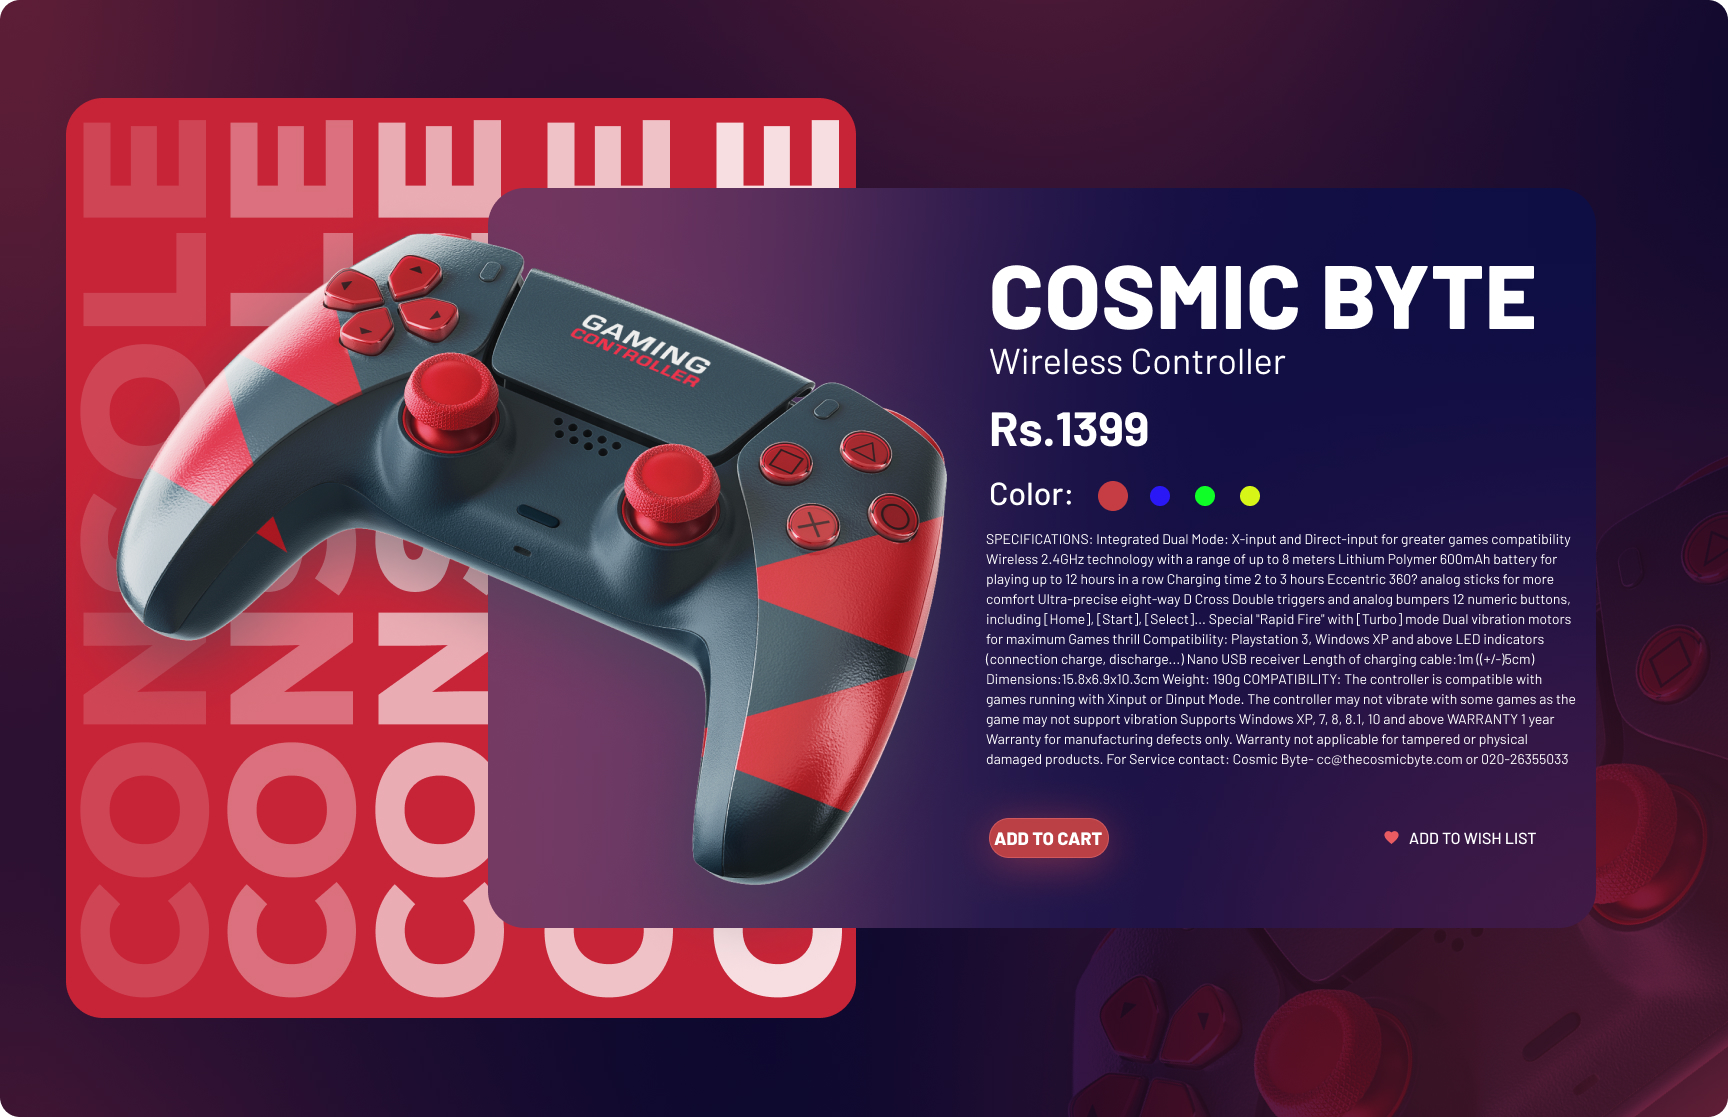 CONSOLE
CONSOLE
CONSOLE
GAMING
CONTROLLER
COSMIC BYTE
Wireless Controller
Rs.1399
Color:
SPECIFICATIONS: Integrated Dual Mode: X-input and Direct-input for greater games compatibility
Wireless 2.4GHz technology with a range of up to 8 meters Lithium Polymer 600mAh battery for
playing up to 12 hours in a row Charging time 2 to 3 hours Eccentric 360? analog sticks for more
comfort Ultra-precise eight-way D Cross Double triggers and analog bumpers 12 numeric buttons,
including [Home], [Start], [Select]... Special "Rapid Fire" with [Turbo] mode Dual vibration motors
for maximum Games thrill Compatibility: Playstation 3, Windows XP and above LED indicators
(connection charge, discharge...) Nano USB receiver Length of charging cable:1m ((+/-)5cm)
Dimensions:15.8x6.9x10.3cm Weight: 190g COMPATIBILITY: The controller is compatible with
games running with Xinput or Dinput Mode. The controller may not vibrate with some games as the
game may not support vibration Supports Windows XP, 7, 8, 8.1, 10 and above WARRANTY 1 year
Warranty for manufacturing defects only. Warranty not applicable for tampered or physical
damaged products. For Service contact: Cosmic Byte- cc@thecosmicbyte.com or 020-26355033
ADD TO CART
ADD TO WISH LIST